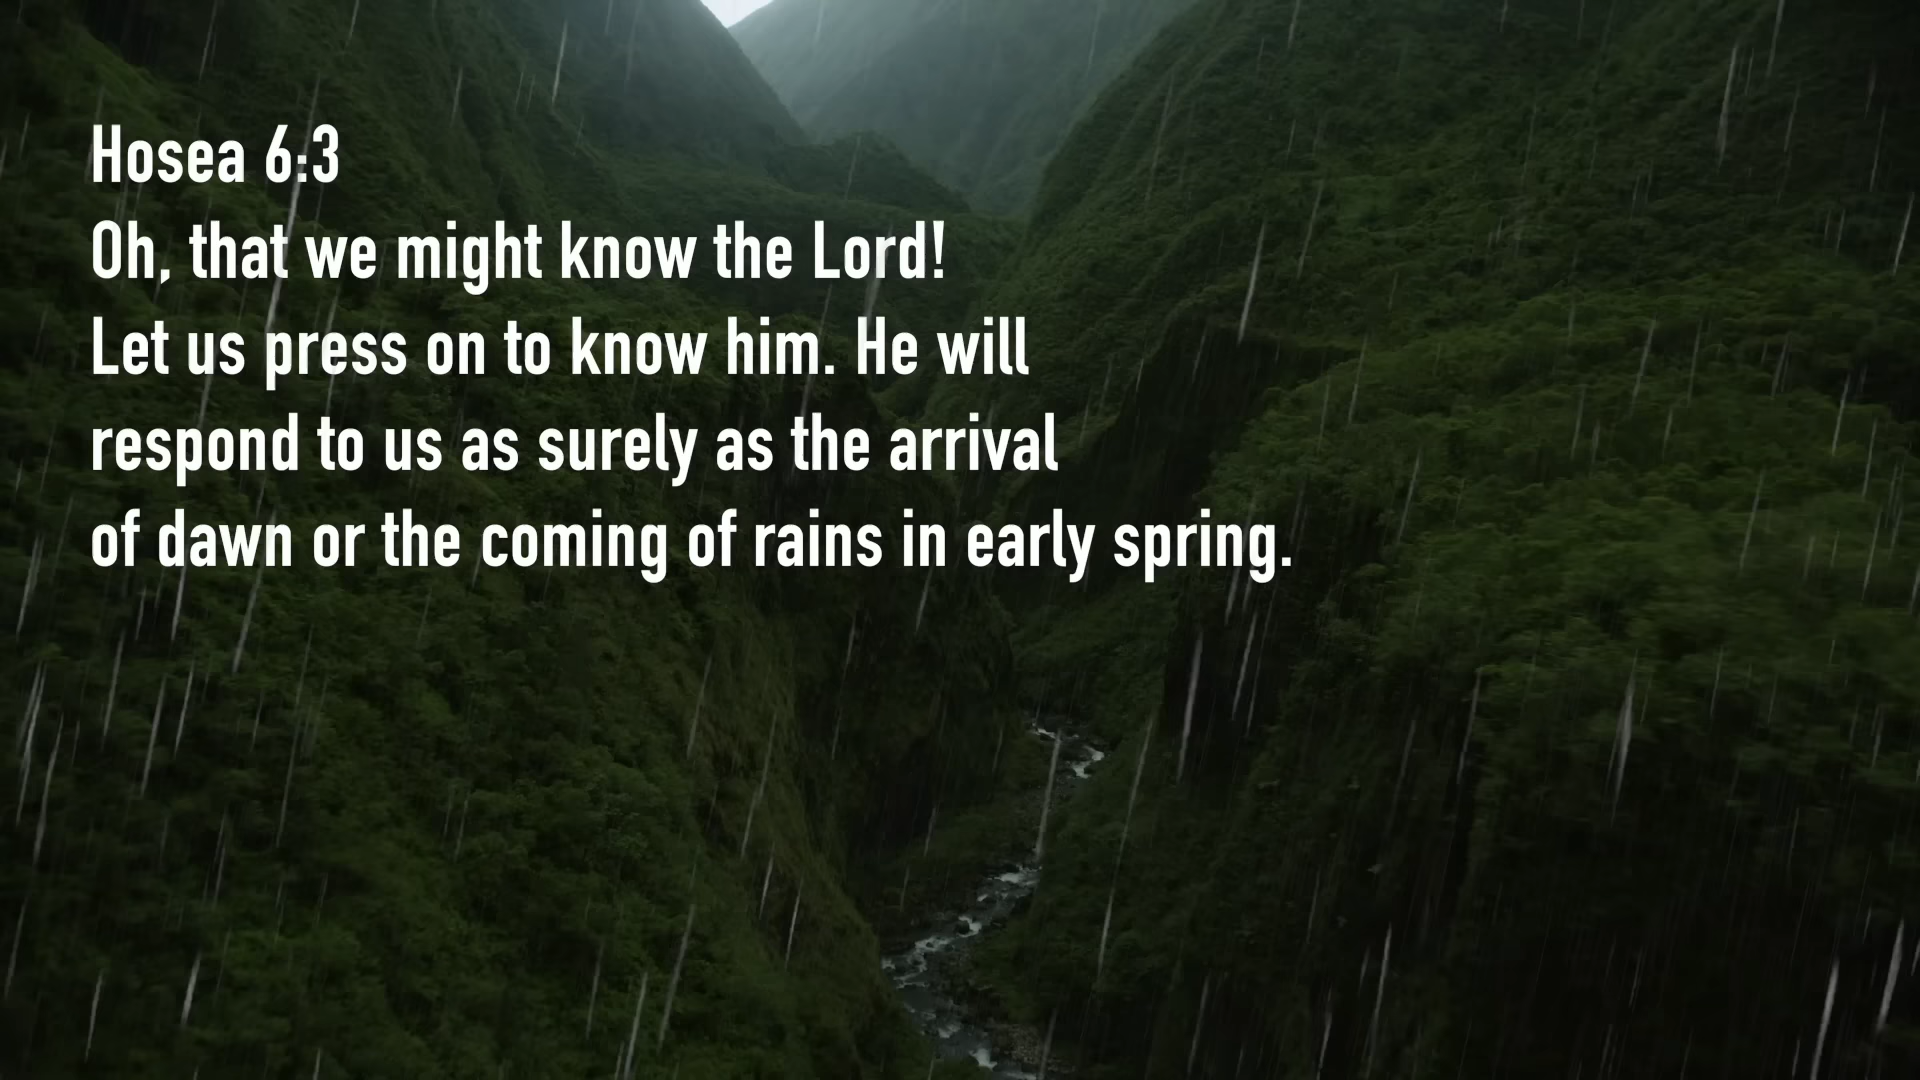 Hosea 6:3
Oh, that we might know the Lord!
Let us press on to know him. He will
respond to us as surely as the arrival
of dawn or the coming of rains in early spring.